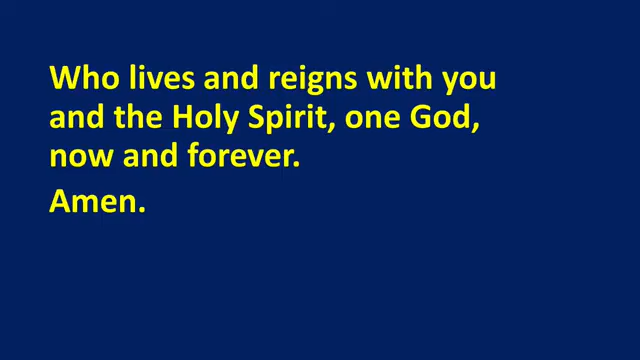 Who lives and reigns with you
and the Holy Spirit, one God,
now and forever.
Amen.